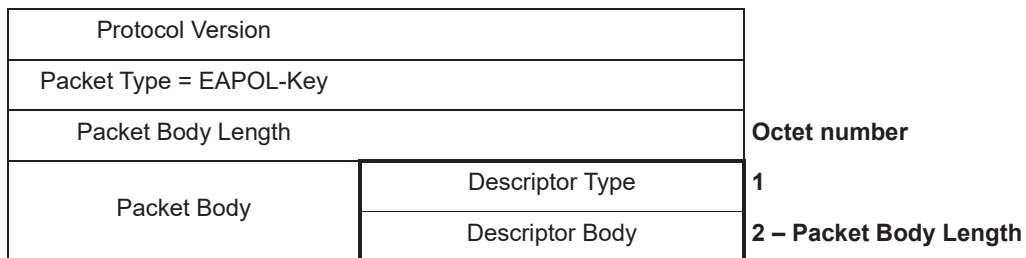 Protocol Version
Packet Type = EAPOL-Key
Packet Body Length
Octet number
Packet Body
Descriptor Type
1
Descriptor Body
2 – Packet Body Length